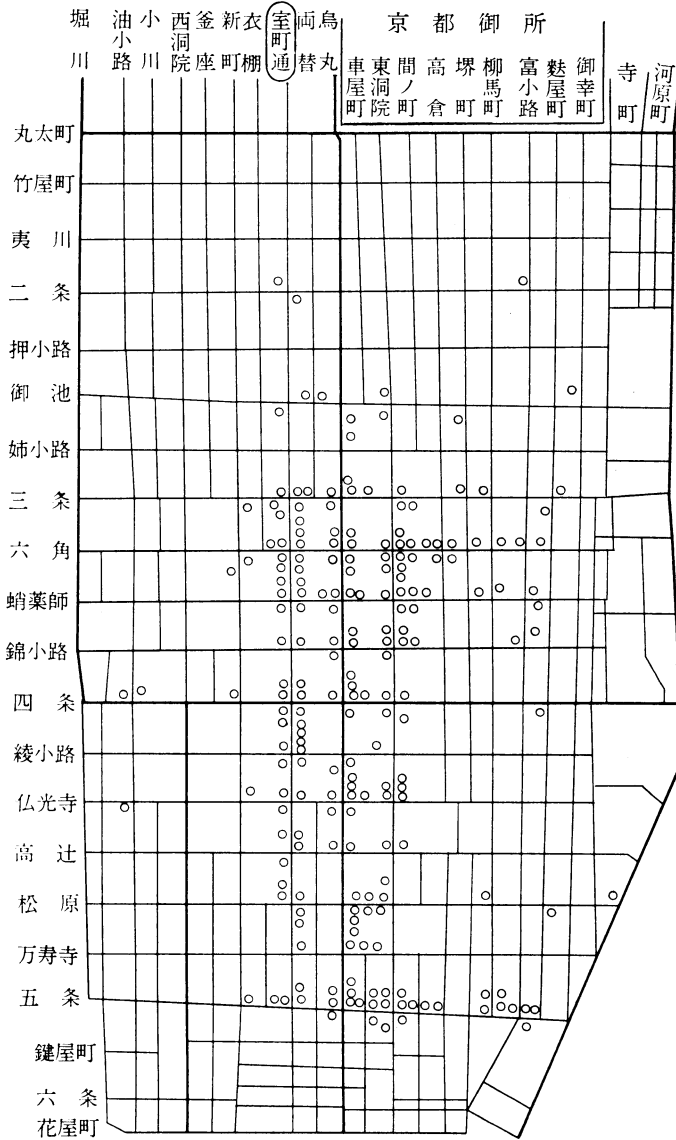 堀川
油小路
小川
西洞院
釜座
新町
衣棚
室町通
両替
烏丸
京都御所
車屋町
東洞院
間ノ町
高倉
堺町
柳馬町
富小路
麩屋町
御幸町
寺町
河原町
丸太町
竹屋町
夷川
二条
押小路
御池
姉小路
三条
六角
蛸薬師
錦小路
四条
綾小路
仏光寺
高辻
松原
万寿寺
五条
鍵屋町
六条
花屋町